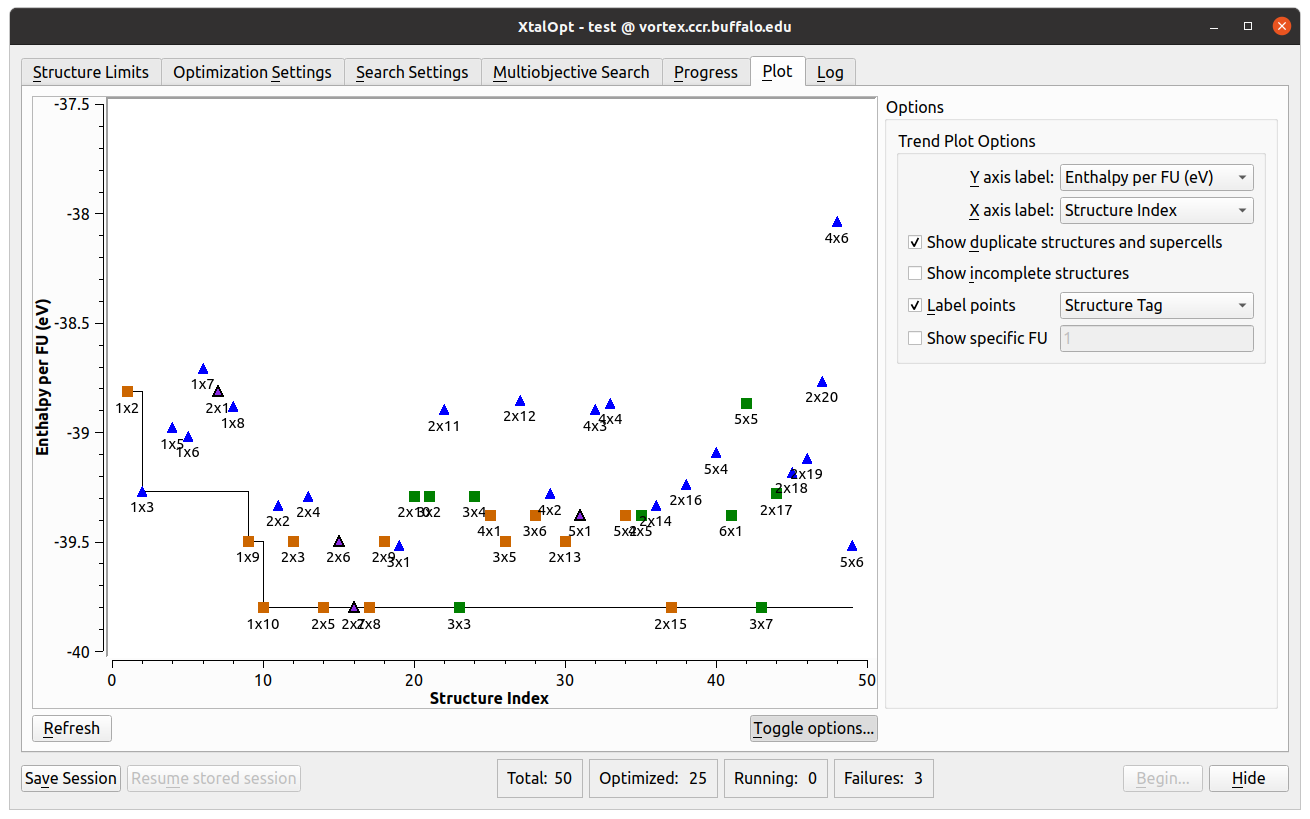 XtalOpt - test @ vortex.ccr.buffalo.edu
Structure Limits
Optimization Settings
Search Settings
Multiobjective Search
Progress
Plot
Log
-37.5
-38
-38.5
-39
-39.5
-40
Enthalpy per FU (eV)
4x6
1x7
2x1
1x2
1x8
2x20
2x12
2x11
4x3
4x4
5x5
1x5
1x6
5x4
2x19
2x18
1x3
2x16
2x17
2x2
2x4
2x10
3x2
3x4
4x2
2x14
4x1
3x6
5x1
5x2
4x5
6x1
1x9
2x3
2x6
2x9
3x1
3x5
2x13
5x6
1x10
2x5
2x7
2x8
3x3
2x15
3x7
0
10
20
30
40
50
Structure Index
Options
Trend Plot Options
Y axis label: Enthalpy per FU (eV)
X axis label: Structure Index
Show duplicate structures and supercells
Show incomplete structures
Label points Structure Tag
Show specific FU 1
Refresh
Toggle options...
Save Session
Resume stored session
Total: 50
Optimized: 25
Running: 0
Failures: 3
Begin...
Hide